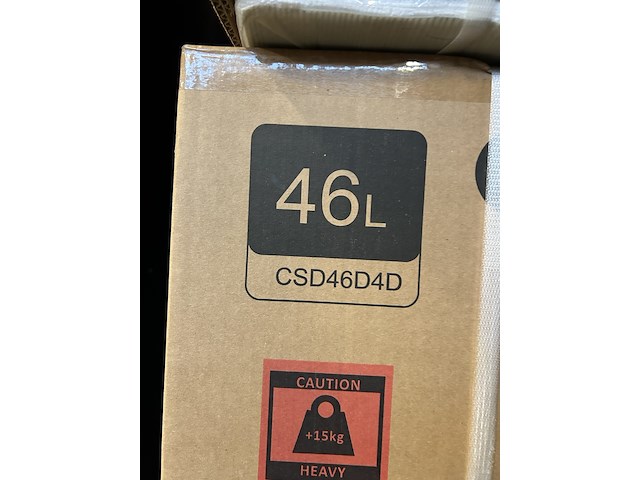 46L
CSD46D4D
CAUTION
+15kg
HEAVY